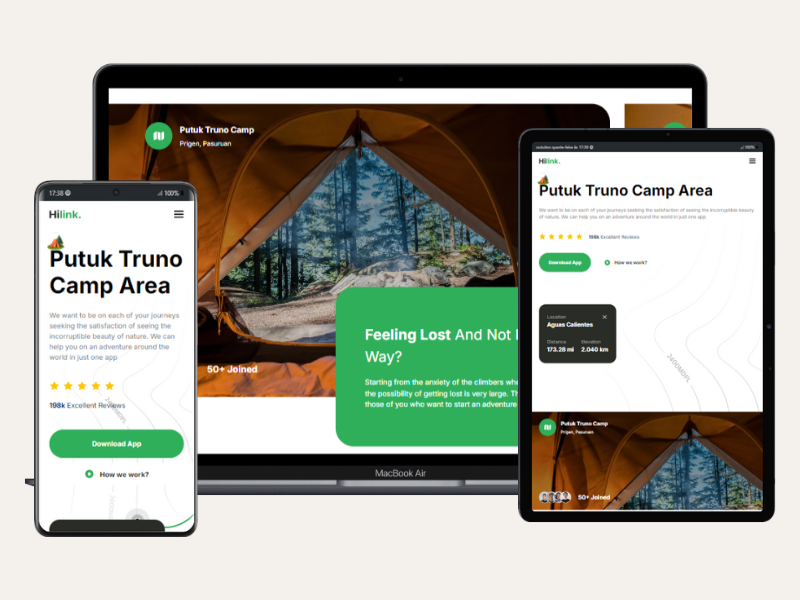 Putuk Truno Camp
Prigen, Pasuruan
50+ Joined
Feeling Lost And Not
Way?
Starting from the anxiety of the climbers
the possibility of getting lost is very large.
those of you who want to start an adventure
MacBook Air
17:38
100%
Hilink.
Putuk Truno
Camp Area
We want to be on each of your journeys
seeking the satisfaction of seeing the
incorruptible beauty of nature. We can
help you on an adventure around the
world in just one app
198k Excellent Reviews
Download App
How we work?
17:39
100%
Hilink.
Putuk Truno Camp Area
We want to be on each of your journeys seeking the satisfaction of seeing the incorruptible beauty
of nature. We can help you on an adventure around the world in just one app
198k Excellent Reviews
Download App
How we work?
Location
Aguas Calientes
Distance Elevation
173.28 mi 2.040 km
Putuk Truno Camp
Prigen, Pasuruan
50+ Joined